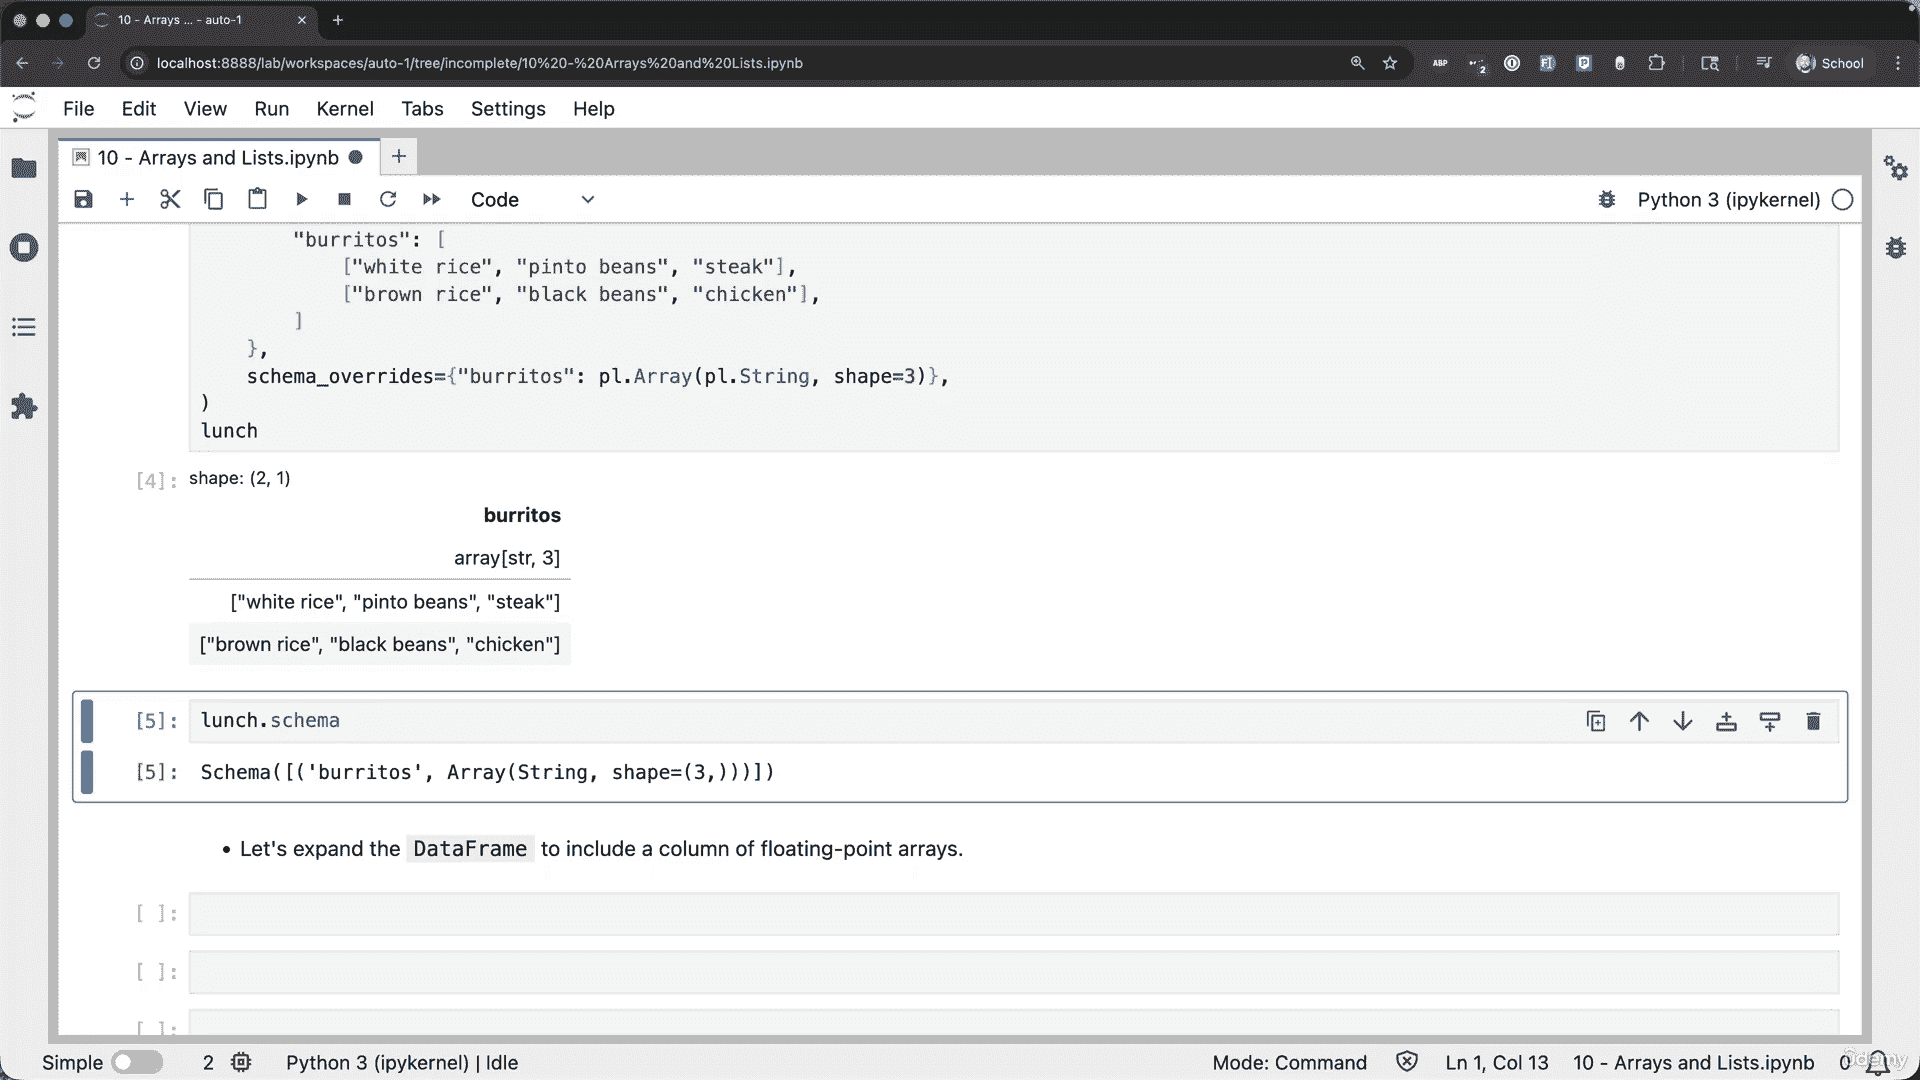 10 - Arrays ... - auto-1
localhost:8888/lab/workspaces/auto-1/tree/incomplete/10%20-%20Arrays%20and%20Lists.ipynb
ABP
2
School
File Edit View Run Kernel Tabs Settings Help
10 - Arrays and Lists.ipynb
Code
Python 3 (ipykernel)
"burritos": [
["white rice", "pinto beans", "steak"],
["brown rice", "black beans", "chicken"],
]
},
schema_overrides={"burritos": pl.Array(pl.String, shape=3)},
)
lunch
[4]: shape: (2, 1)
burritos
array[str, 3]
["white rice", "pinto beans", "steak"]
["brown rice", "black beans", "chicken"]
[5]: lunch.schema
[5]: Schema([('burritos', Array(String, shape=(3,)))])
• Let's expand the DataFrame to include a column of floating-point arrays.
[ ]:
[ ]:
[ ]:
Simple 2 Python 3 (ipykernel) | Idle Mode: Command Ln 1, Col 13 10 - Arrays and Lists.ipynb 0
udemy